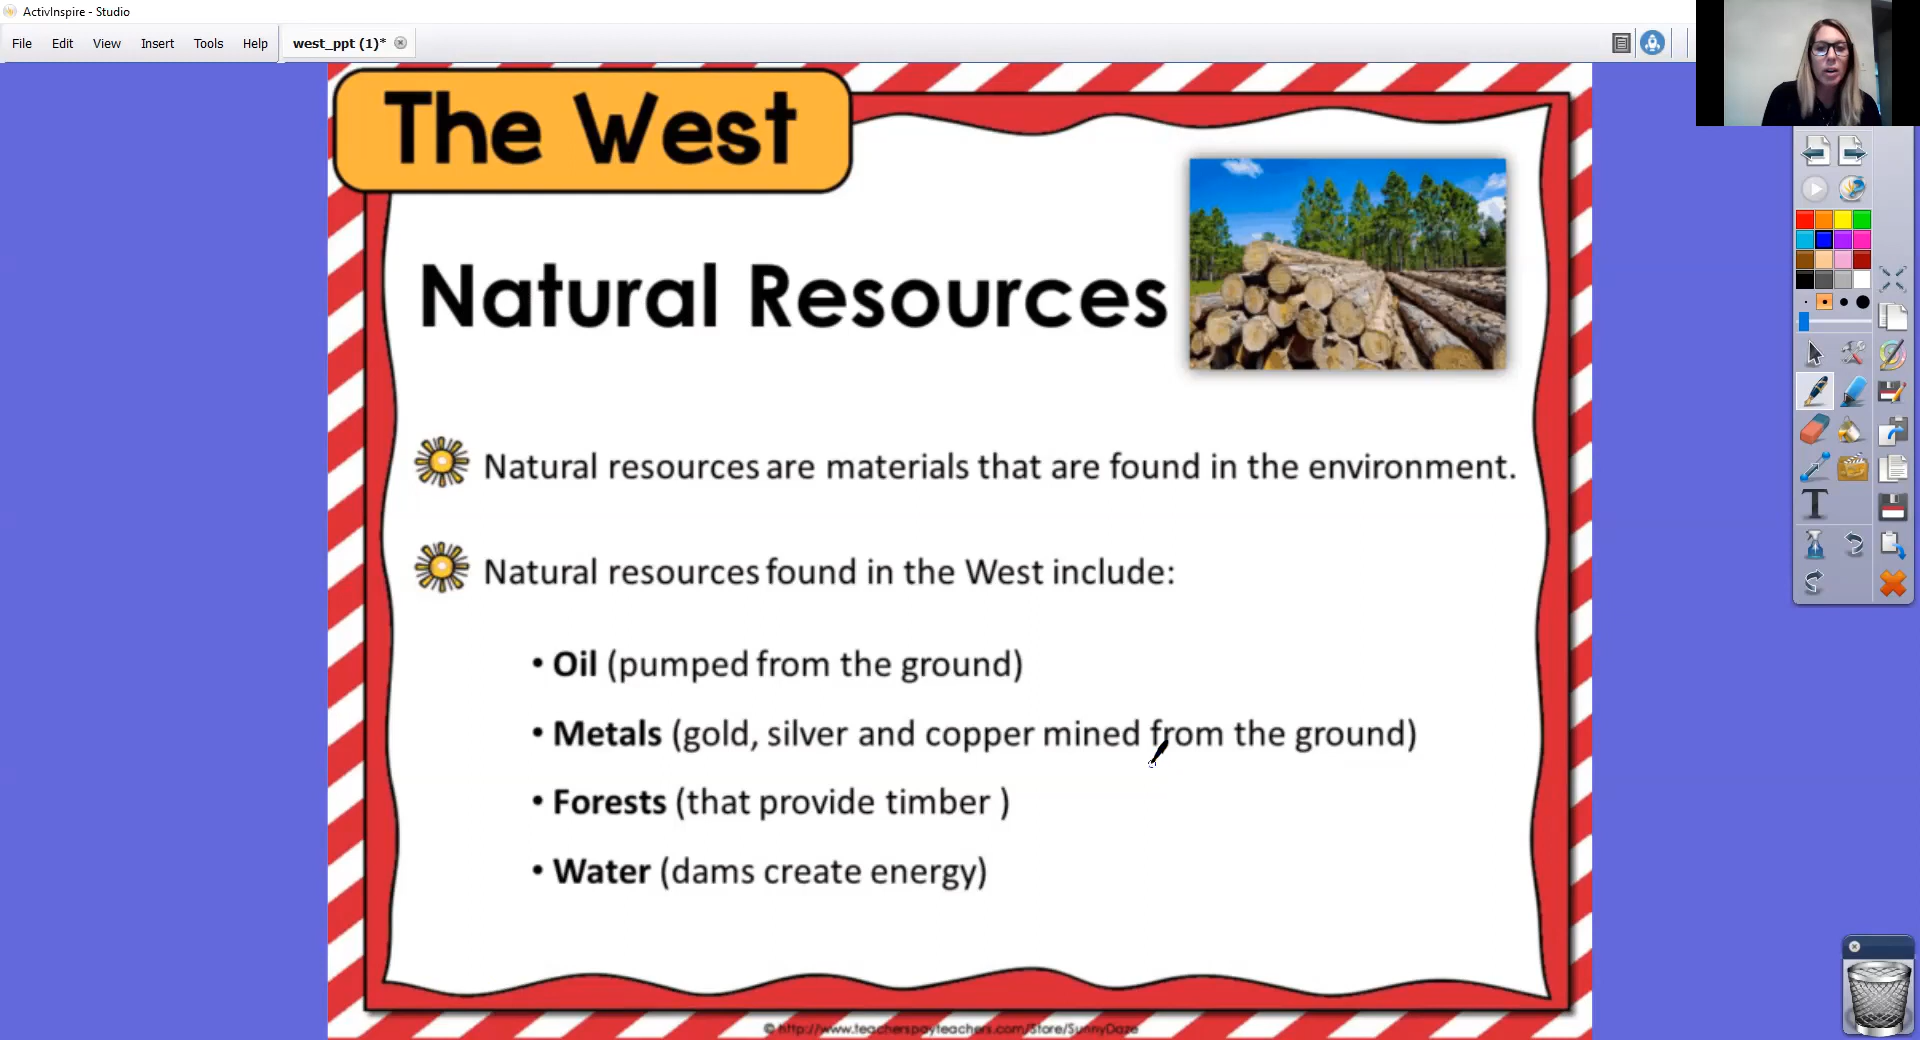 ActivInspire - Studio
File Edit View Insert Tools Help west_ppt (1)*
The West
Natural Resources
Natural resources are materials that are found in the environment.
Natural resources found in the West include:
• Oil (pumped from the ground)
• Metals (gold, silver and copper mined from the ground)
• Forests (that provide timber )
• Water (dams create energy)
© http://www.teacherspayteachers.com/Store/SunnyDaze